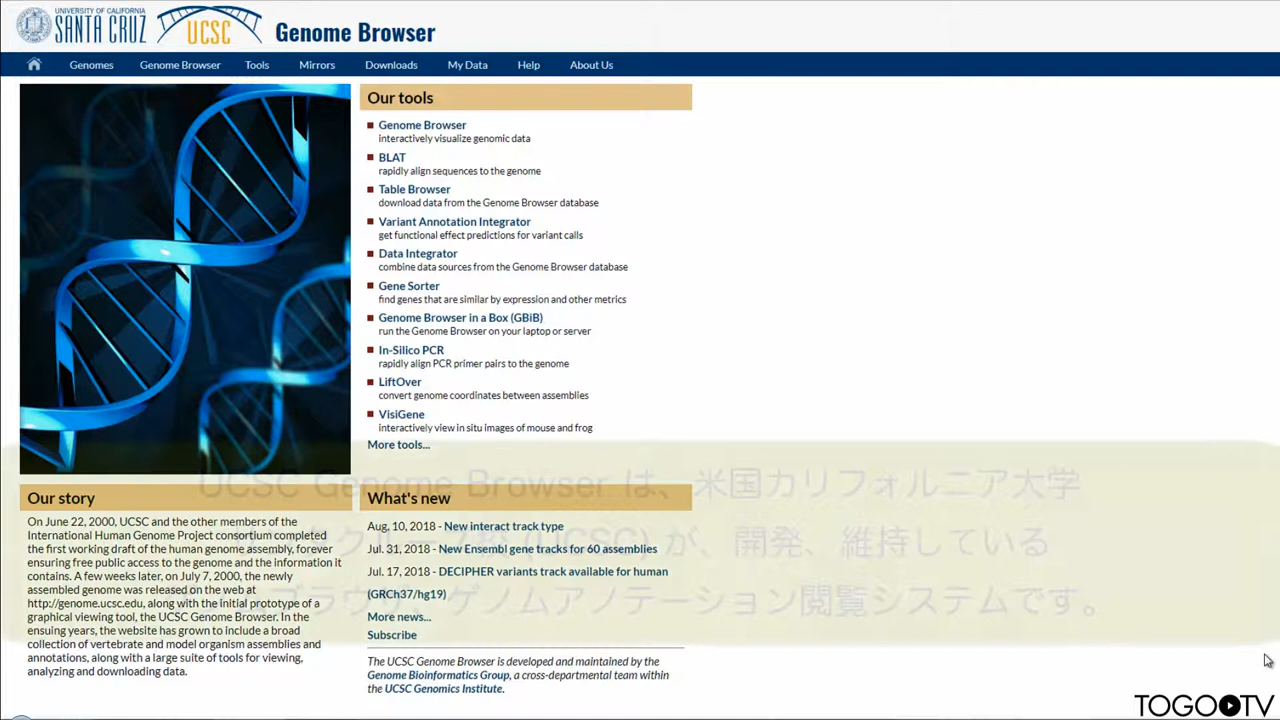 UNIVERSITY OF CALIFORNIA
SANTA CRUZ
UCSC
Genome Browser
Genomes Genome Browser Tools Mirrors Downloads My Data Help About Us
Our tools
Genome Browser
interactively visualize genomic data
BLAT
rapidly align sequences to the genome
Table Browser
download data from the Genome Browser database
Variant Annotation Integrator
get functional effect predictions for variant calls
Data Integrator
combine data sources from the Genome Browser database
Gene Sorter
find genes that are similar by expression and other metrics
Genome Browser in a Box (GBiB)
run the Genome Browser on your laptop or server
In-Silico PCR
rapidly align PCR primer pairs to the genome
LiftOver
convert genome coordinates between assemblies
VisiGene
interactively view in situ images of mouse and frog
More tools...
UCSC Genome Browser は、米国カリフォルニア大学
が、開発、維持している
ブラウザ、ゲノムアノテーション閲覧システムです
Our story
On June 22, 2000, UCSC and the other members of the
International Human Genome Project consortium completed
the first working draft of the human genome assembly, forever
ensuring free public access to the genome and the information it
contains. A few weeks later, on July 7, 2000, the newly
assembled genome was released on the web at
http://genome.ucsc.edu, along with the initial prototype of a
graphical viewing tool, the UCSC Genome Browser. In the
ensuing years, the website has grown to include a broad
collection of vertebrate and model organism assemblies and
annotations, along with a large suite of tools for viewing,
analyzing and downloading data.
What's new
Aug, 10, 2018 - New interact track type
Jul. 31, 2018 - New Ensembl gene tracks for 60 assemblies
Jul. 17, 2018 - DECIPHER variants track available for human
(GRCh37/hg19)
More news...
Subscribe
The UCSC Genome Browser is developed and maintained by the
Genome Bioinformatics Group, a cross-departmental team within
the UCSC Genomics Institute.
TOGO TV